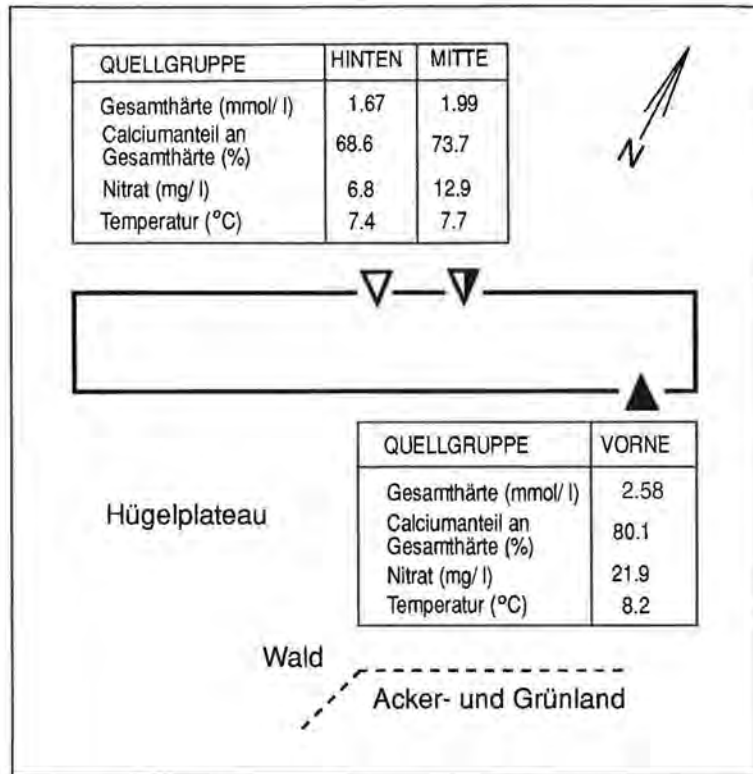 QUELLGRUPPE HINTEN MITTE
Gesamthärte (mmol/ l) 1.67 1.99
Calciumanteil an
Gesamthärte (%) 68.6 73.7
Nitrat (mg/ l) 6.8 12.9
Temperatur (°C) 7.4 7.7
N
QUELLGRUPPE VORNE
Gesamthärte (mmol/ l) 2.58
Calciumanteil an
Gesamthärte (%) 80.1
Nitrat (mg/ l) 21.9
Temperatur (°C) 8.2
Hügelplateau
Wald
Acker- und Grünland